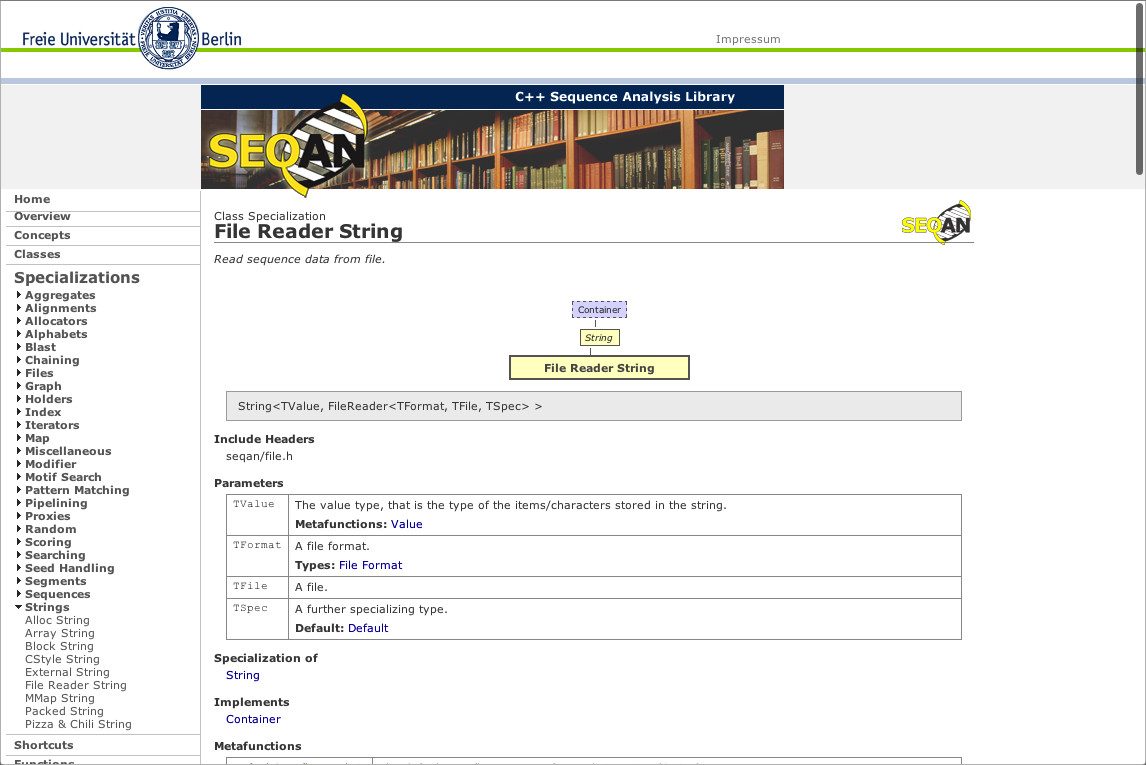 Freie Universität Berlin
Impressum
C++ Sequence Analysis Library
SEQAN
Home
Overview
Concepts
Classes
Specializations
Aggregates
Alignments
Allocators
Alphabets
Blast
Chaining
Files
Graph
Holders
Index
Iterators
Map
Miscellaneous
Modifier
Motif Search
Pattern Matching
Pipelining
Proxies
Random
Scoring
Searching
Seed Handling
Segments
Sequences
Strings
Alloc String
Array String
Block String
CStyle String
External String
File Reader String
MMap String
Packed String
Pizza & Chili String
Shortcuts
Functions
Class Specialization
File Reader String
SEQAN
Read sequence data from file.
Container
String
File Reader String
String<TValue, FileReader<TFormat, TFile, TSpec> >
Include Headers
seqan/file.h
Parameters
TValue The value type, that is the type of the items/characters stored in the string.
Metafunctions: Value
TFormat A file format.
Types: File Format
TFile A file.
TSpec A further specializing type.
Default: Default
Specialization of
String
Implements
Container
Metafunctions